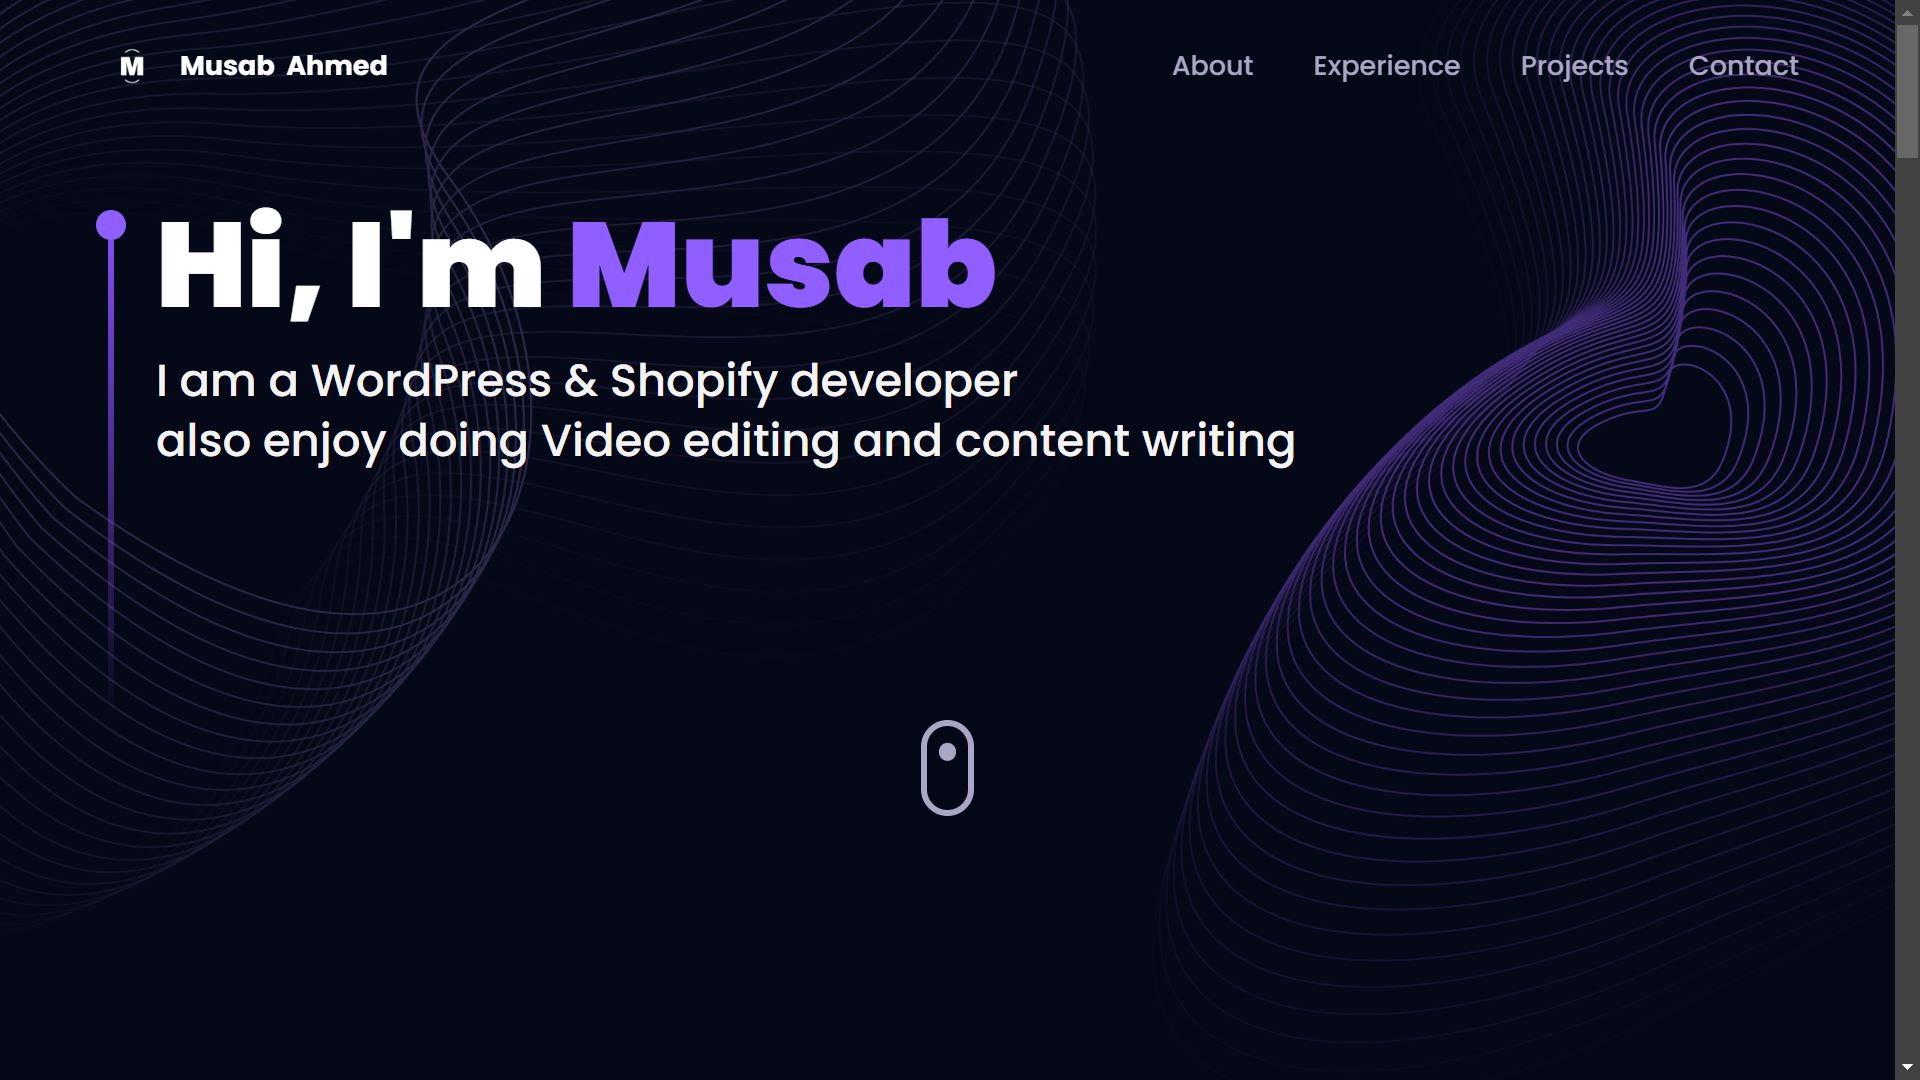 M Musab Ahmed
About Experience Projects Contact
Hi, I'm Musab
I am a WordPress & Shopify developer
also enjoy doing Video editing and content writing